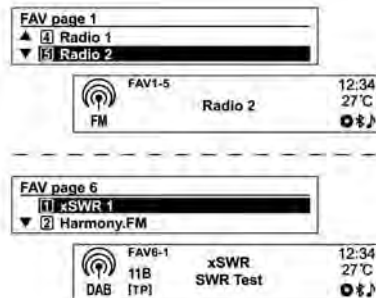 FAV page 1
▲ 4 Radio 1
▼ 5 Radio 2
FAV1-5 12:34
Radio 2 27°C
FM
FAV page 6
1 xSWR 1
▼ 2 Harmony.FM
FAV6-1 xSWR 12:34
11B SWR Test 27°C
DAB [TP]